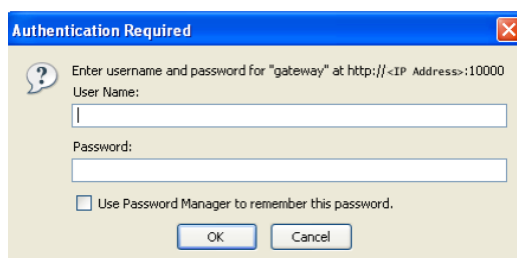 Authentication Required
Enter username and password for "gateway" at http://<IP Address>:10000
User Name:
Password:
Use Password Manager to remember this password.
OK Cancel